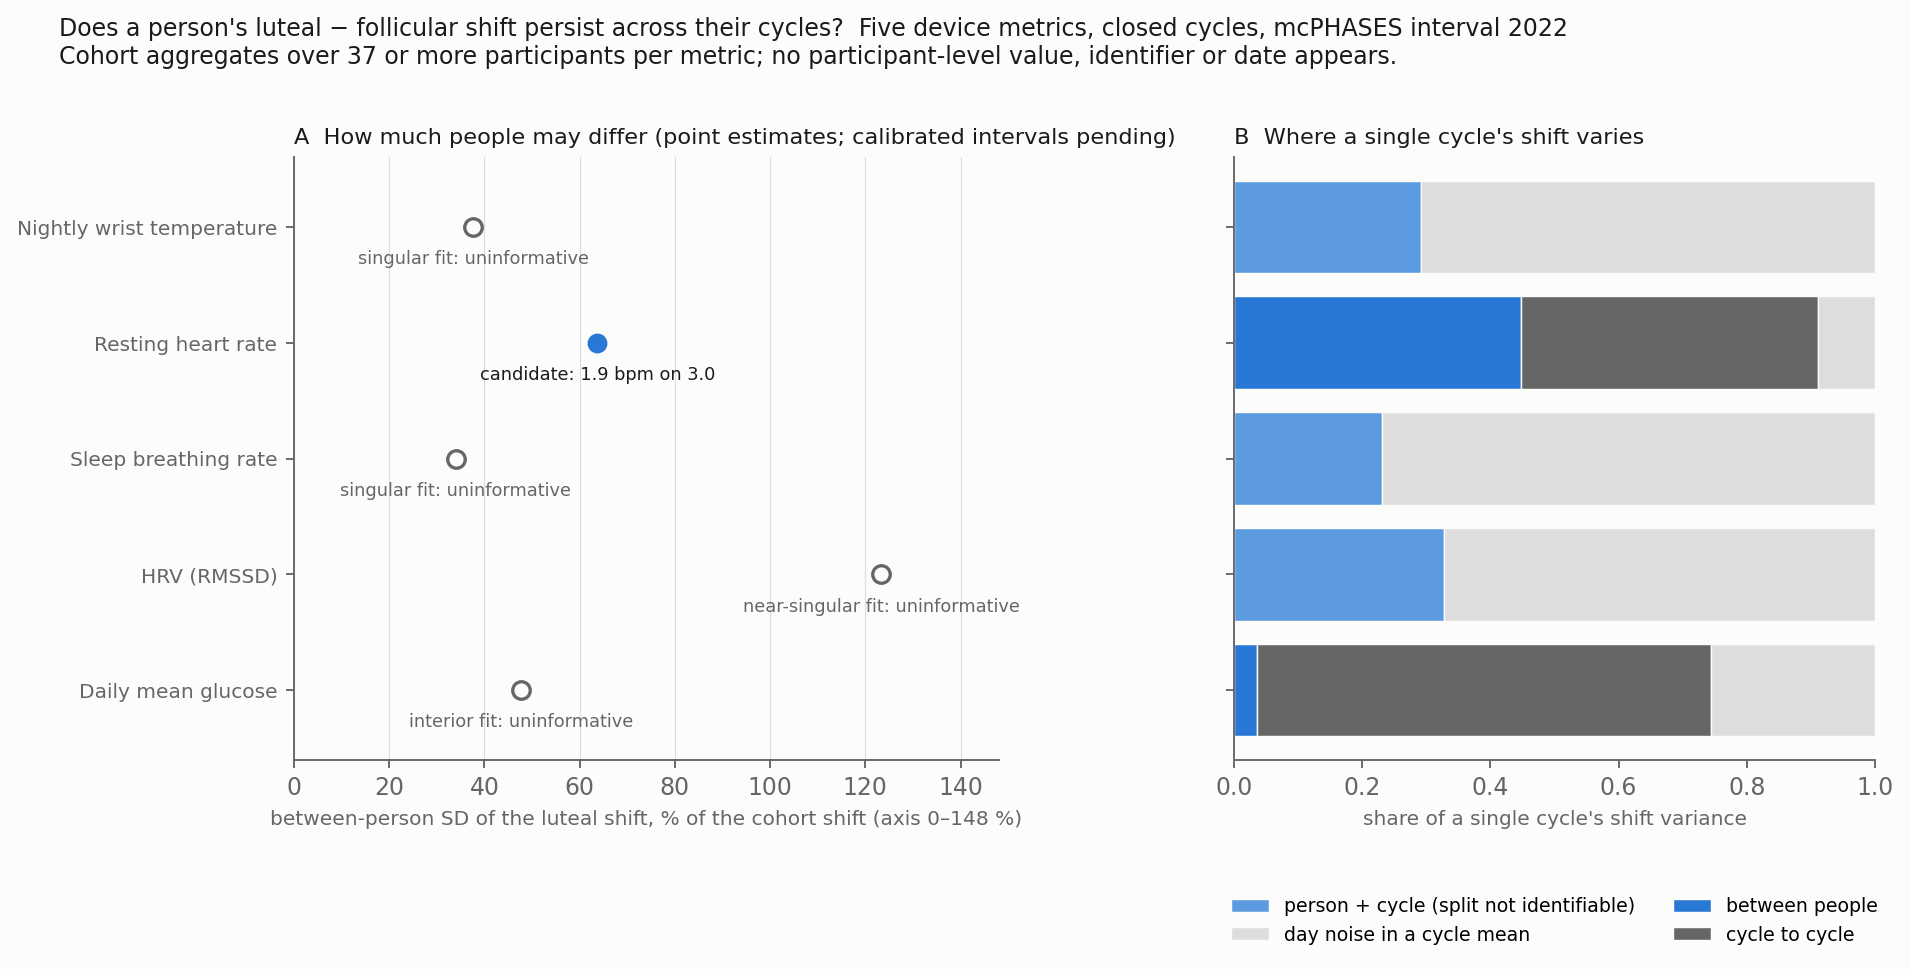 Does a person's luteal − follicular shift persist across their cycles?  Five device metrics, closed cycles, mcPHASES interval 2022
Cohort aggregates over 37 or more participants per metric; no participant-level value, identifier or date appears.
A  How much people may differ (point estimates; calibrated intervals pending)
Nightly wrist temperature
singular fit: uninformative
Resting heart rate
candidate: 1.9 bpm on 3.0
Sleep breathing rate
singular fit: uninformative
HRV (RMSSD)
near-singular fit: uninformative
Daily mean glucose
interior fit: uninformative
0 20 40 60 80 100 120 140
between-person SD of the luteal shift, % of the cohort shift (axis 0–148 %)
B  Where a single cycle's shift varies
0.0 0.2 0.4 0.6 0.8 1.0
share of a single cycle's shift variance
person + cycle (split not identifiable)
day noise in a cycle mean
between people
cycle to cycle